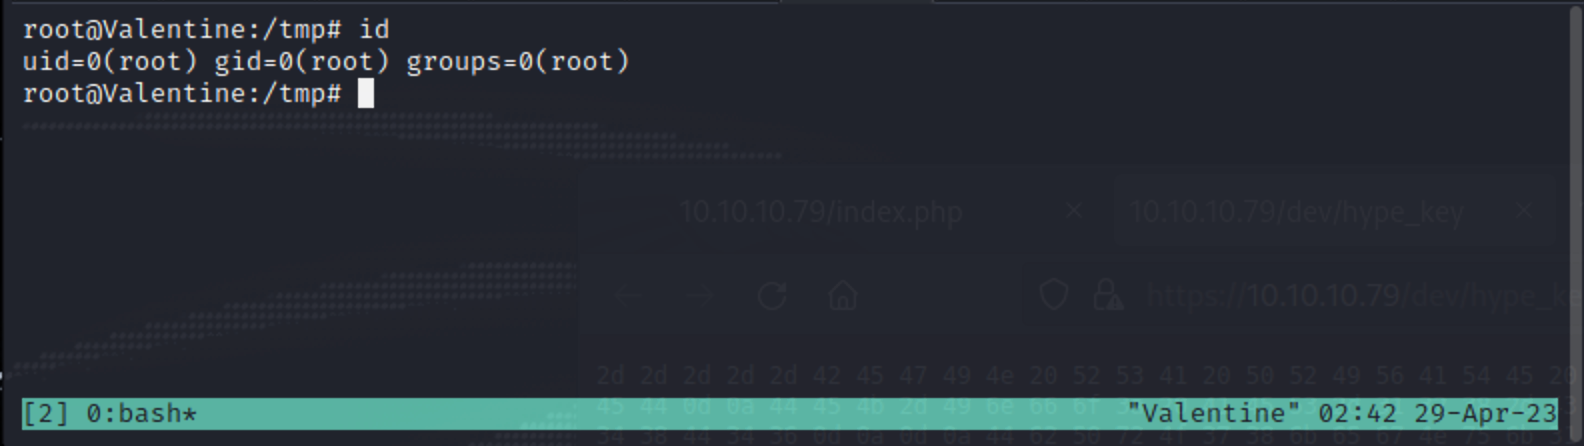 root@Valentine:/tmp# id
uid=0(root) gid=0(root) groups=0(root)
root@Valentine:/tmp#
10.10.10.79/index.php × 10.10.10.79/dev/hype_key ×
https://10.10.10.79/dev/hype_ke
2d 2d 2d 2d 2d 42 45 47 49 4e 20 52 53 41 20 50 52 49 56 41 54 45 20
[2] 0:bash* "Valentine" 02:42 29-Apr-23